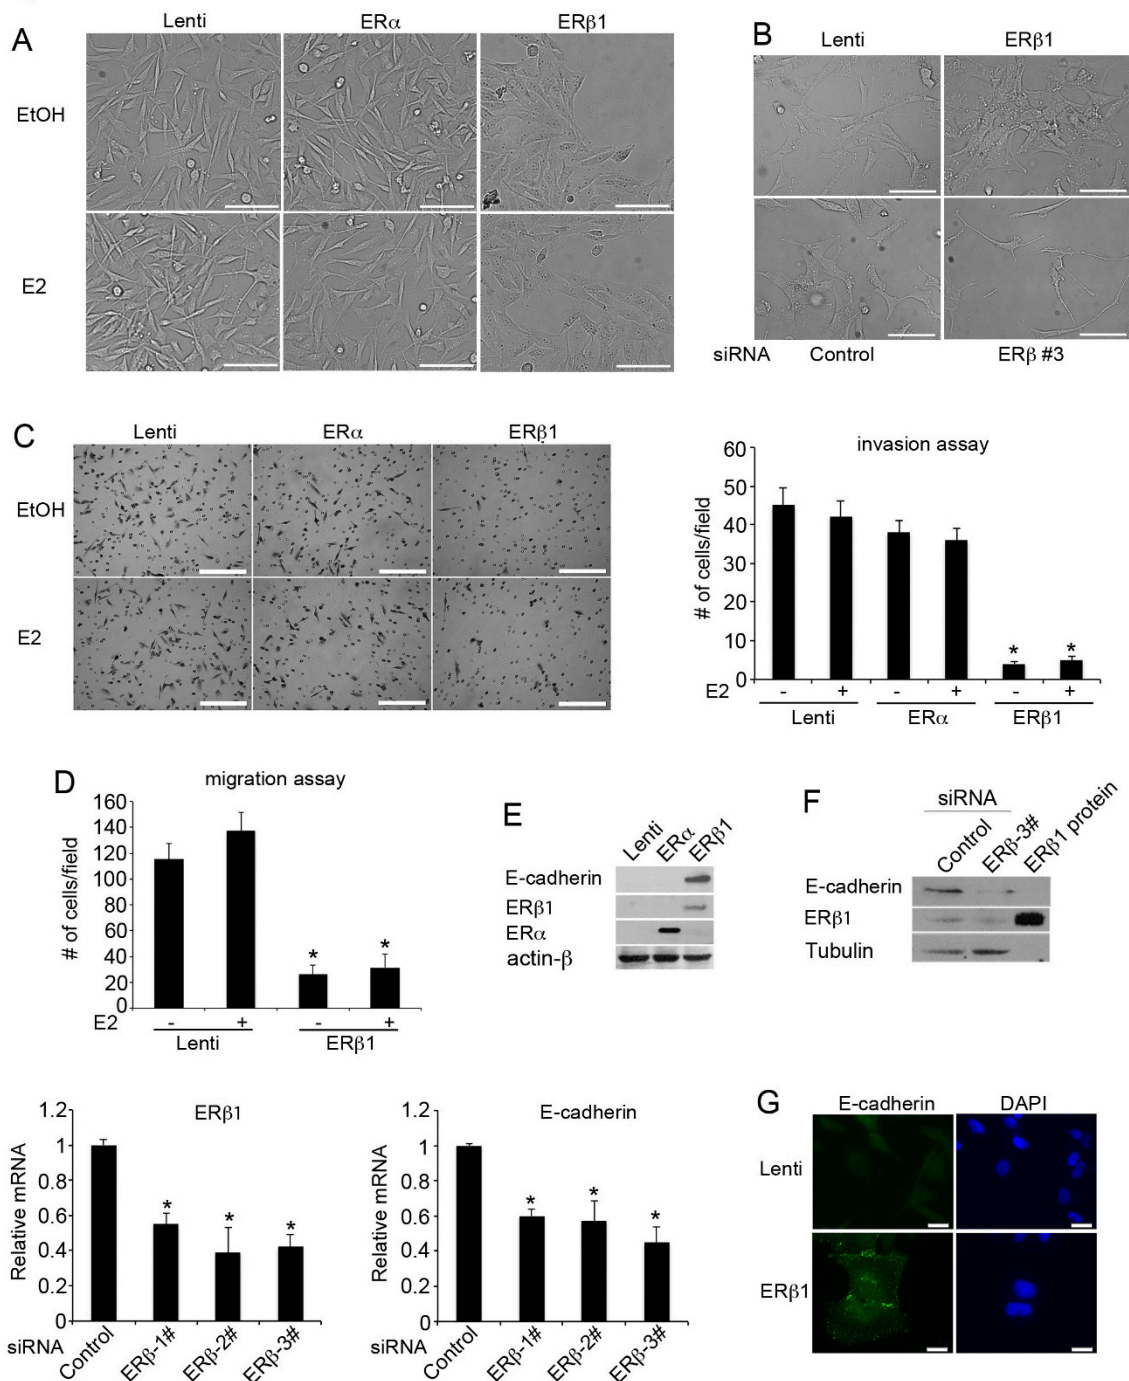 A
Lenti ERα ERβ1
EtOH
E2
B
Lenti ERβ1
siRNA Control ERβ #3
C
Lenti ERα ERβ1
EtOH
E2
invasion assay
# of cells/field
60
50
40
30
20
10
0
E2 - + - + - +
* *
Lenti ERα ERβ1
D
migration assay
# of cells/field
160
140
120
100
80
60
40
20
0
* *
E2 - + - +
Lenti ERβ1
E
Lenti ERα ERβ1
E-cadherin
ERβ1
ERα
actin-β
F
siRNA
Control ERβ-3# ERβ1 protein
E-cadherin
ERβ1
Tubulin
ERβ1
Relative mRNA
1.2
1
0.8
0.6
0.4
0.2
0
* * *
siRNA Control ERβ-1# ERβ-2# ERβ-3#
E-cadherin
Relative mRNA
1.2
1
0.8
0.6
0.4
0.2
0
* * *
siRNA Control ERβ-1# ERβ-2# ERβ-3#
G
E-cadherin DAPI
Lenti
ERβ1